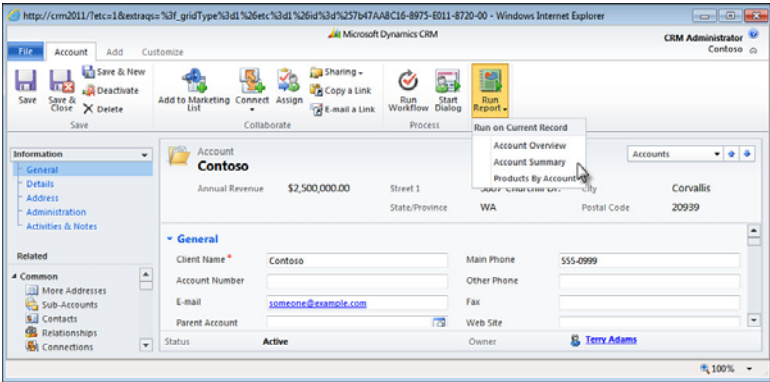 http://crm2011/?etc=1&extraqs=%3f_gridType%3d1%26etc%3d1%26id%3d%257b47AA8C16-8975-E011-8720-00 - Windows Internet Explorer
Microsoft Dynamics CRM
CRM Administrator
Contoso
File Account Add Customize
Save
Save & Close
Save & New
Deactivate
Delete
Save
Add to Marketing List
Connect
Assign
Sharing
Copy a Link
E-mail a Link
Collaborate
Run Workflow
Start Dialog
Process
Run Report
Run on Current Record
Account Overview
Account Summary
Products By Account
Information
General
Details
Address
Administration
Activities & Notes
Related
Common
More Addresses
Sub-Accounts
Contacts
Relationships
Connections
Account
Contoso
Accounts
Annual Revenue $2,500,000.00 Street 1 Churchill Dr. City Corvallis
State/Province WA Postal Code 20939
General
Client Name * Contoso Main Phone 555-0999
Account Number Other Phone
E-mail someone@example.com Fax
Parent Account Web Site
Status Active Owner Terry Adams
100%